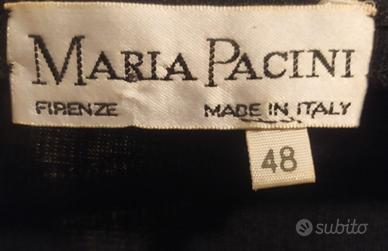 MARIA PACINI
FIRENZE MADE IN ITALY
48
subito